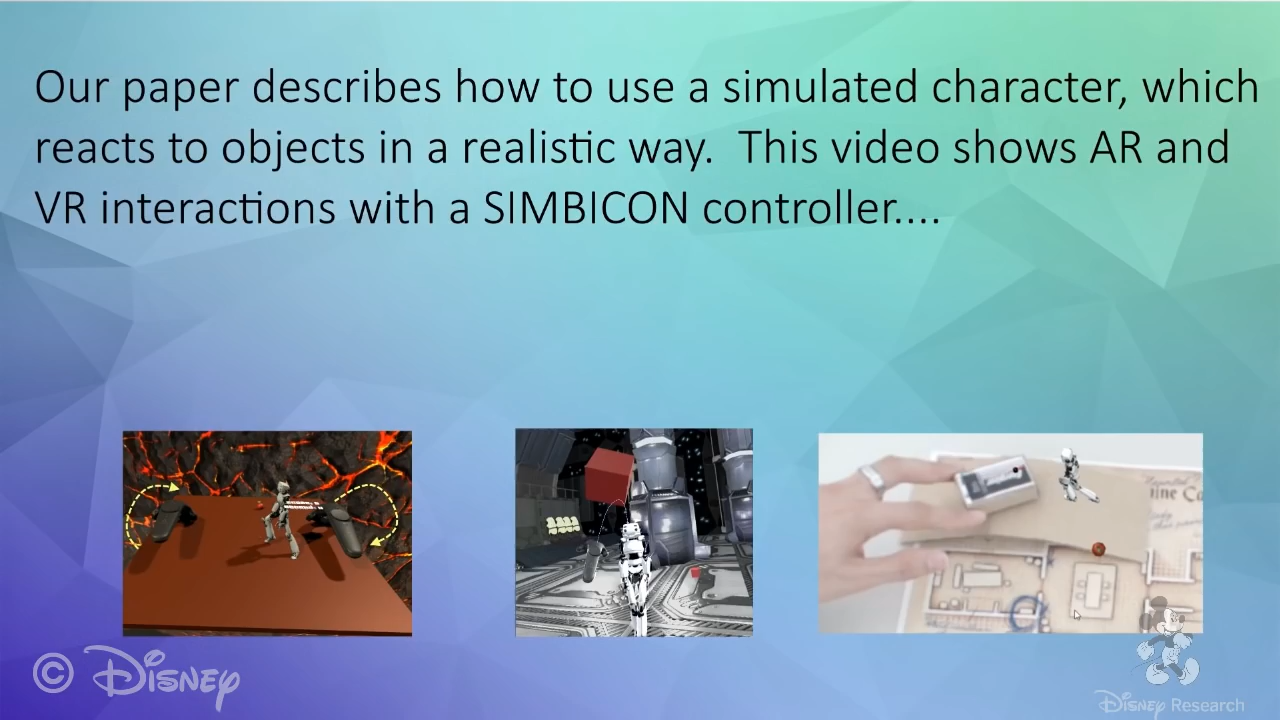 Our paper describes how to use a simulated character, which
reacts to objects in a realistic way.  This video shows AR and
VR interactions with a SIMBICON controller....
© Disney
Disney Research